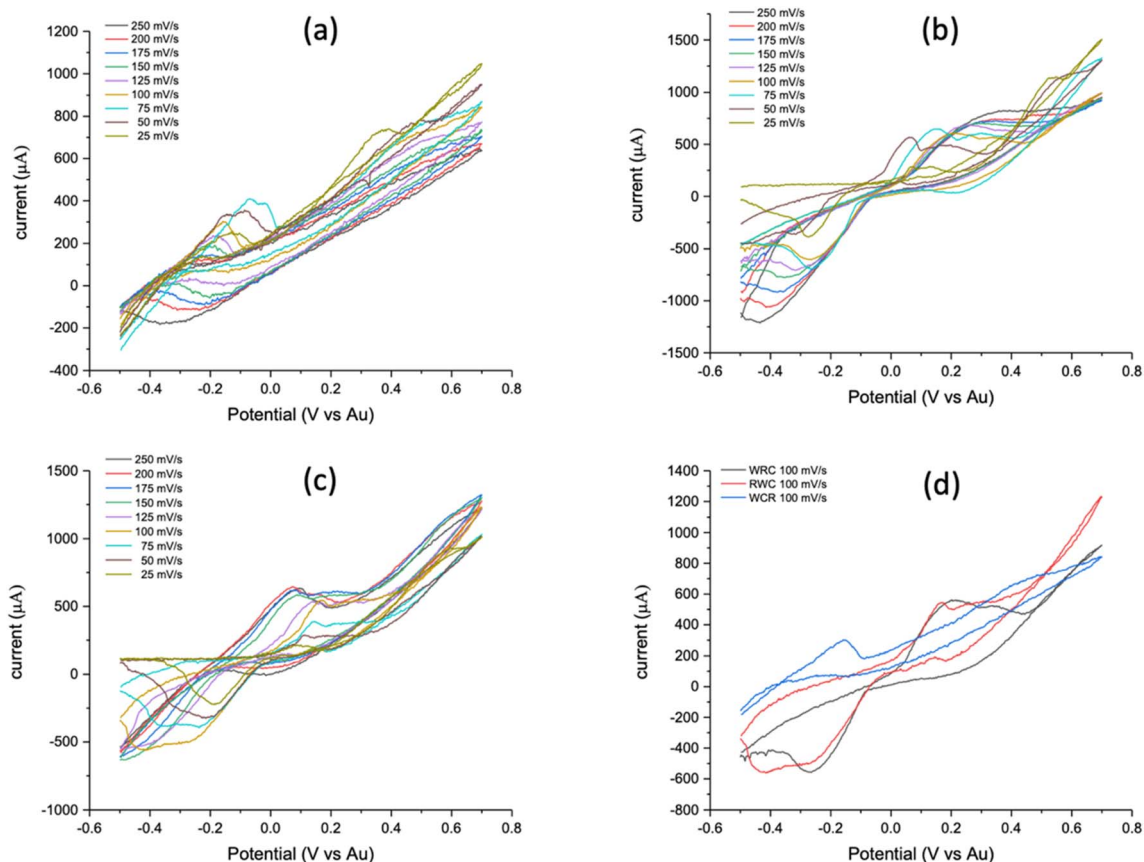 (a)
250 mV/s
200 mV/s
175 mV/s
150 mV/s
125 mV/s
100 mV/s
75 mV/s
50 mV/s
25 mV/s
1200
1000
800
600
400
200
0
-200
-400
-0.6
-0.4
-0.2
0.0
0.2
0.4
0.6
0.8
current (µA)
Potential (V vs Au)
(b)
250 mV/s
200 mV/s
175 mV/s
150 mV/s
125 mV/s
100 mV/s
75 mV/s
50 mV/s
25 mV/s
1500
1000
500
0
-500
-1000
-1500
-0.6
-0.4
-0.2
0.0
0.2
0.4
0.6
0.8
current (µA)
Potential (V vs Au)
(c)
250 mV/s
200 mV/s
175 mV/s
150 mV/s
125 mV/s
100 mV/s
75 mV/s
50 mV/s
25 mV/s
1500
1000
500
0
-500
-1000
-0.6
-0.4
-0.2
0.0
0.2
0.4
0.6
0.8
current (µA)
Potential (V vs Au)
(d)
WRC 100 mV/s
RWC 100 mV/s
WCR 100 mV/s
1400
1200
1000
800
600
400
200
0
-200
-400
-600
-800
-0.6
-0.4
-0.2
0.0
0.2
0.4
0.6
0.8
current (µA)
Potential (V vs Au)